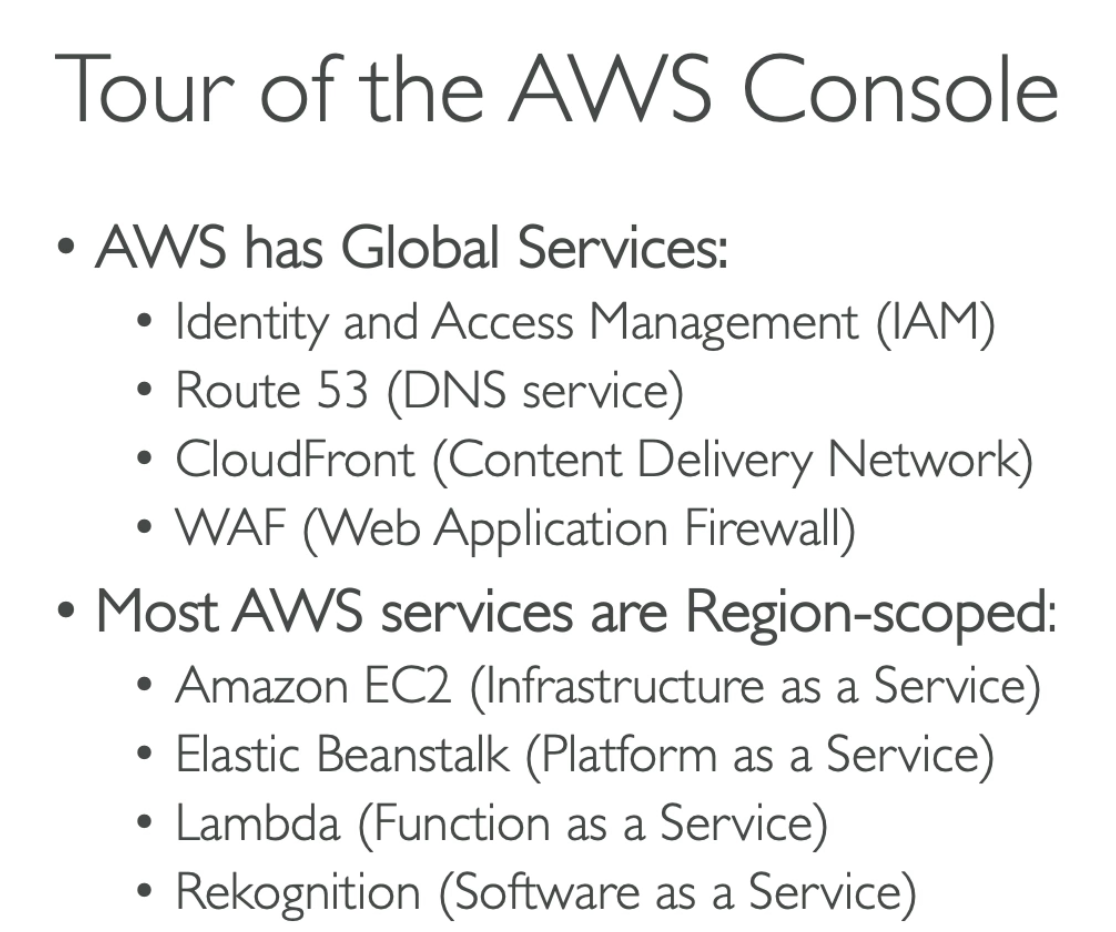 Tour of the AWS Console
• AWS has Global Services:
• Identity and Access Management (IAM)
• Route 53 (DNS service)
• CloudFront (Content Delivery Network)
• WAF (Web Application Firewall)
• Most AWS services are Region-scoped:
• Amazon EC2 (Infrastructure as a Service)
• Elastic Beanstalk (Platform as a Service)
• Lambda (Function as a Service)
• Rekognition (Software as a Service)